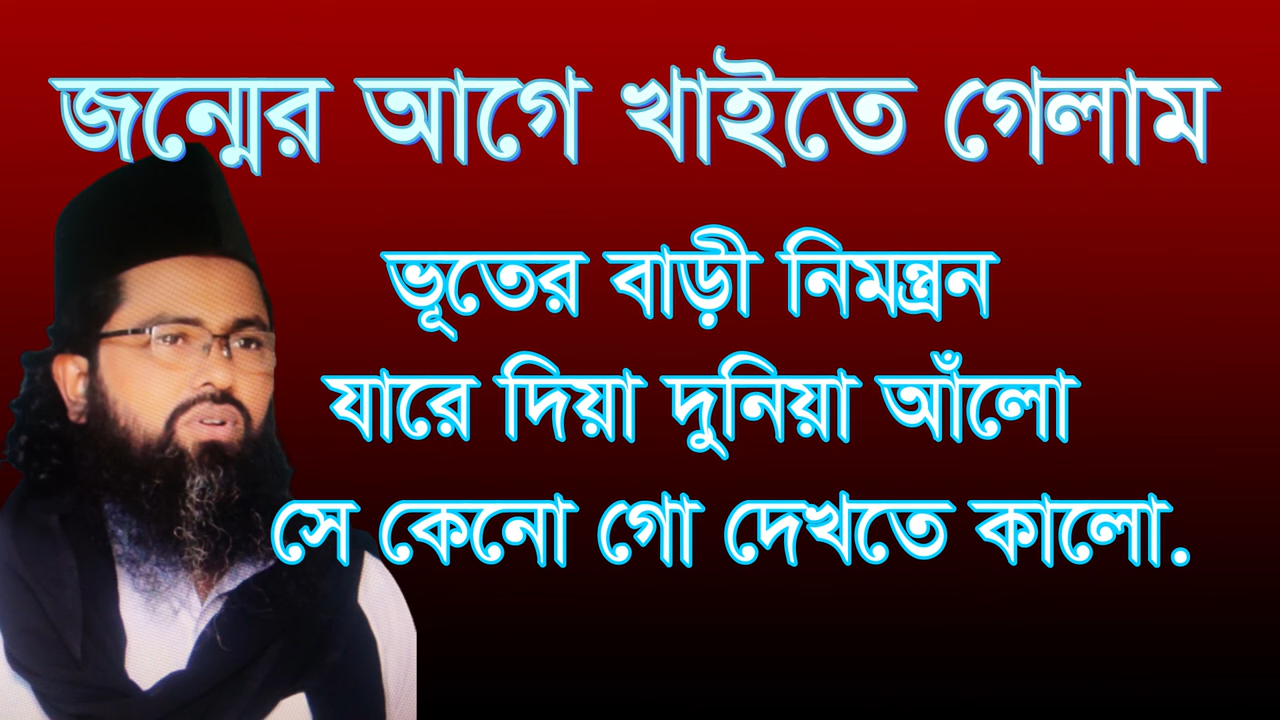 জন্মের আগে খাইতে গেলাম
ভূতের বাড়ী নিমন্ত্রন
যারে দিয়া দুনিয়া আঁলো
সে কেনো গো দেখতে কালো.